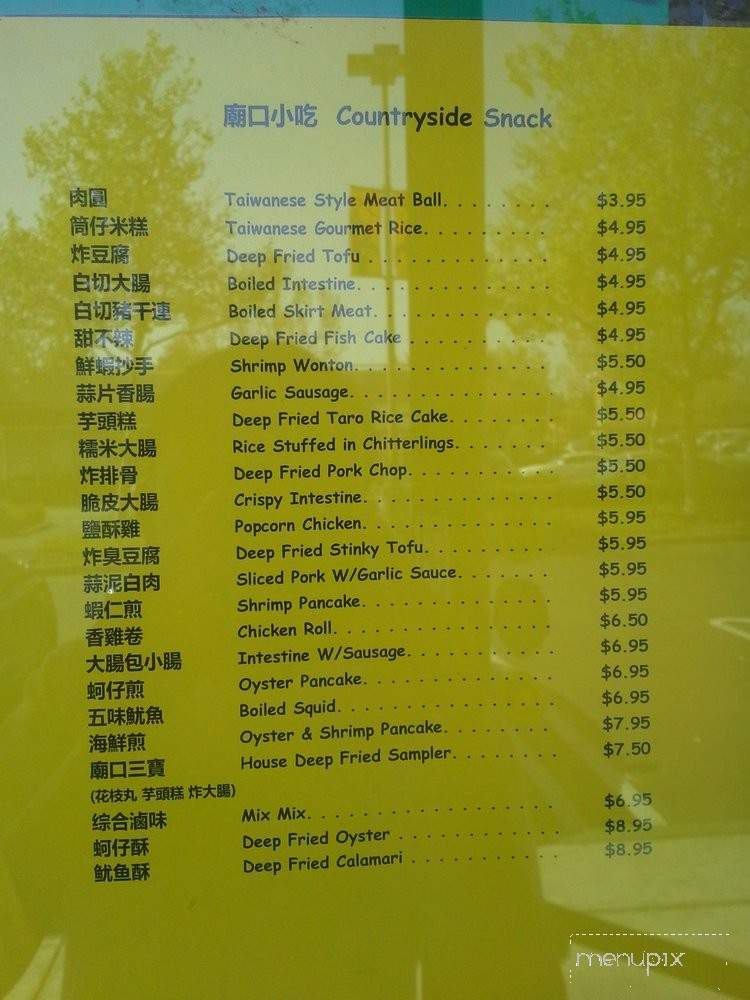 廟口小吃 Countryside Snack
肉圓 Taiwanese Style Meat Ball. . . . . . . . . $3.95
筒仔米糕 Taiwanese Gourmet Rice. . . . . . . . . . $4.95
炸豆腐 Deep Fried Tofu . . . . . . . . . . . . . . $4.95
白切大腸 Boiled Intestine. . . . . . . . . . . . . . $4.95
白切豬干連 Boiled Skirt Meat. . . . . . . . . . . . . $4.95
甜不辣 Deep Fried Fish Cake . . . . . . . . . . . $4.95
鮮蝦抄手 Shrimp Wonton. . . . . . . . . . . . . . . $5.50
蒜片香腸 Garlic Sausage. . . . . . . . . . . . . . . $4.95
芋頭糕 Deep Fried Taro Rice Cake. . . . . . . . $5.50
糯米大腸 Rice Stuffed in Chitterlings. . . . . . . $5.50
炸排骨 Deep Fried Pork Chop. . . . . . . . . . . $5.50
脆皮大腸 Crispy Intestine. . . . . . . . . . . . . . $5.50
鹽酥雞 Popcorn Chicken. . . . . . . . . . . . . . $5.95
炸臭豆腐 Deep Fried Stinky Tofu. . . . . . . . . . $5.95
蒜泥白肉 Sliced Pork W/Garlic Sauce. . . . . . . $5.95
蝦仁煎 Shrimp Pancake. . . . . . . . . . . . . . $5.95
香雞卷 Chicken Roll. . . . . . . . . . . . . . . . $6.50
大腸包小腸 Intestine W/Sausage. . . . . . . . . . . $6.95
蚵仔煎 Oyster Pancake. . . . . . . . . . . . . . $6.95
五味魷魚 Boiled Squid. . . . . . . . . . . . . . . . $6.95
海鮮煎 Oyster & Shrimp Pancake. . . . . . . . $7.95
廟口三寶 House Deep Fried Sampler. . . . . . . . $7.50
(花枝丸 芋頭糕 炸大腸)
综合滷味 Mix Mix. . . . . . . . . . . . . . . . . . $6.95
蚵仔酥 Deep Fried Oyster . . . . . . . . . . . . $8.95
鱿鱼酥 Deep Fried Calamari . . . . . . . . . . . $8.95
menupix